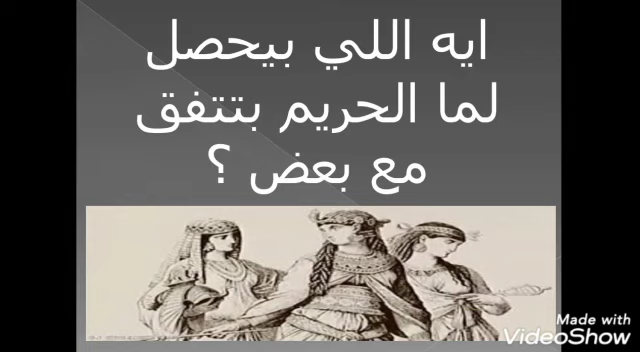 ايه اللي بيحصل
لما الحريم بتتفق
مع بعض ؟
Made with
VideoShow